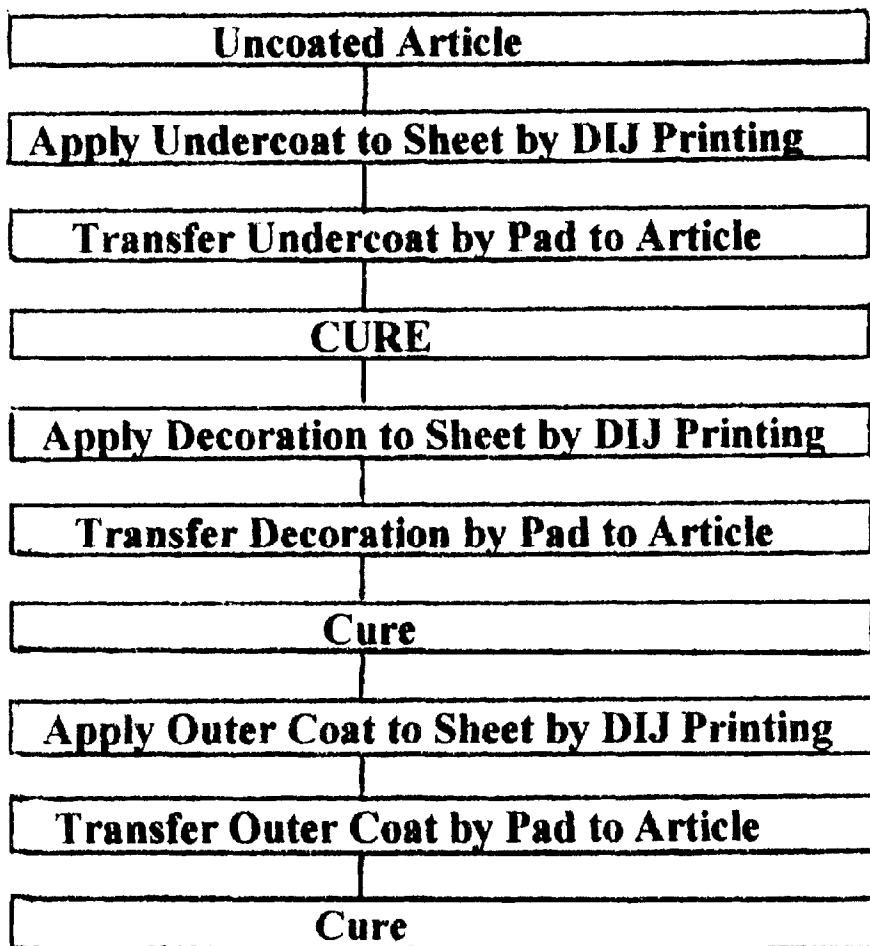 Uncoated Article
Apply Undercoat to Sheet by DIJ Printing
Transfer Undercoat by Pad to Article
CURE
Apply Decoration to Sheet by DIJ Printing
Transfer Decoration by Pad to Article
Cure
Apply Outer Coat to Sheet by DIJ Printing
Transfer Outer Coat by Pad to Article
Cure